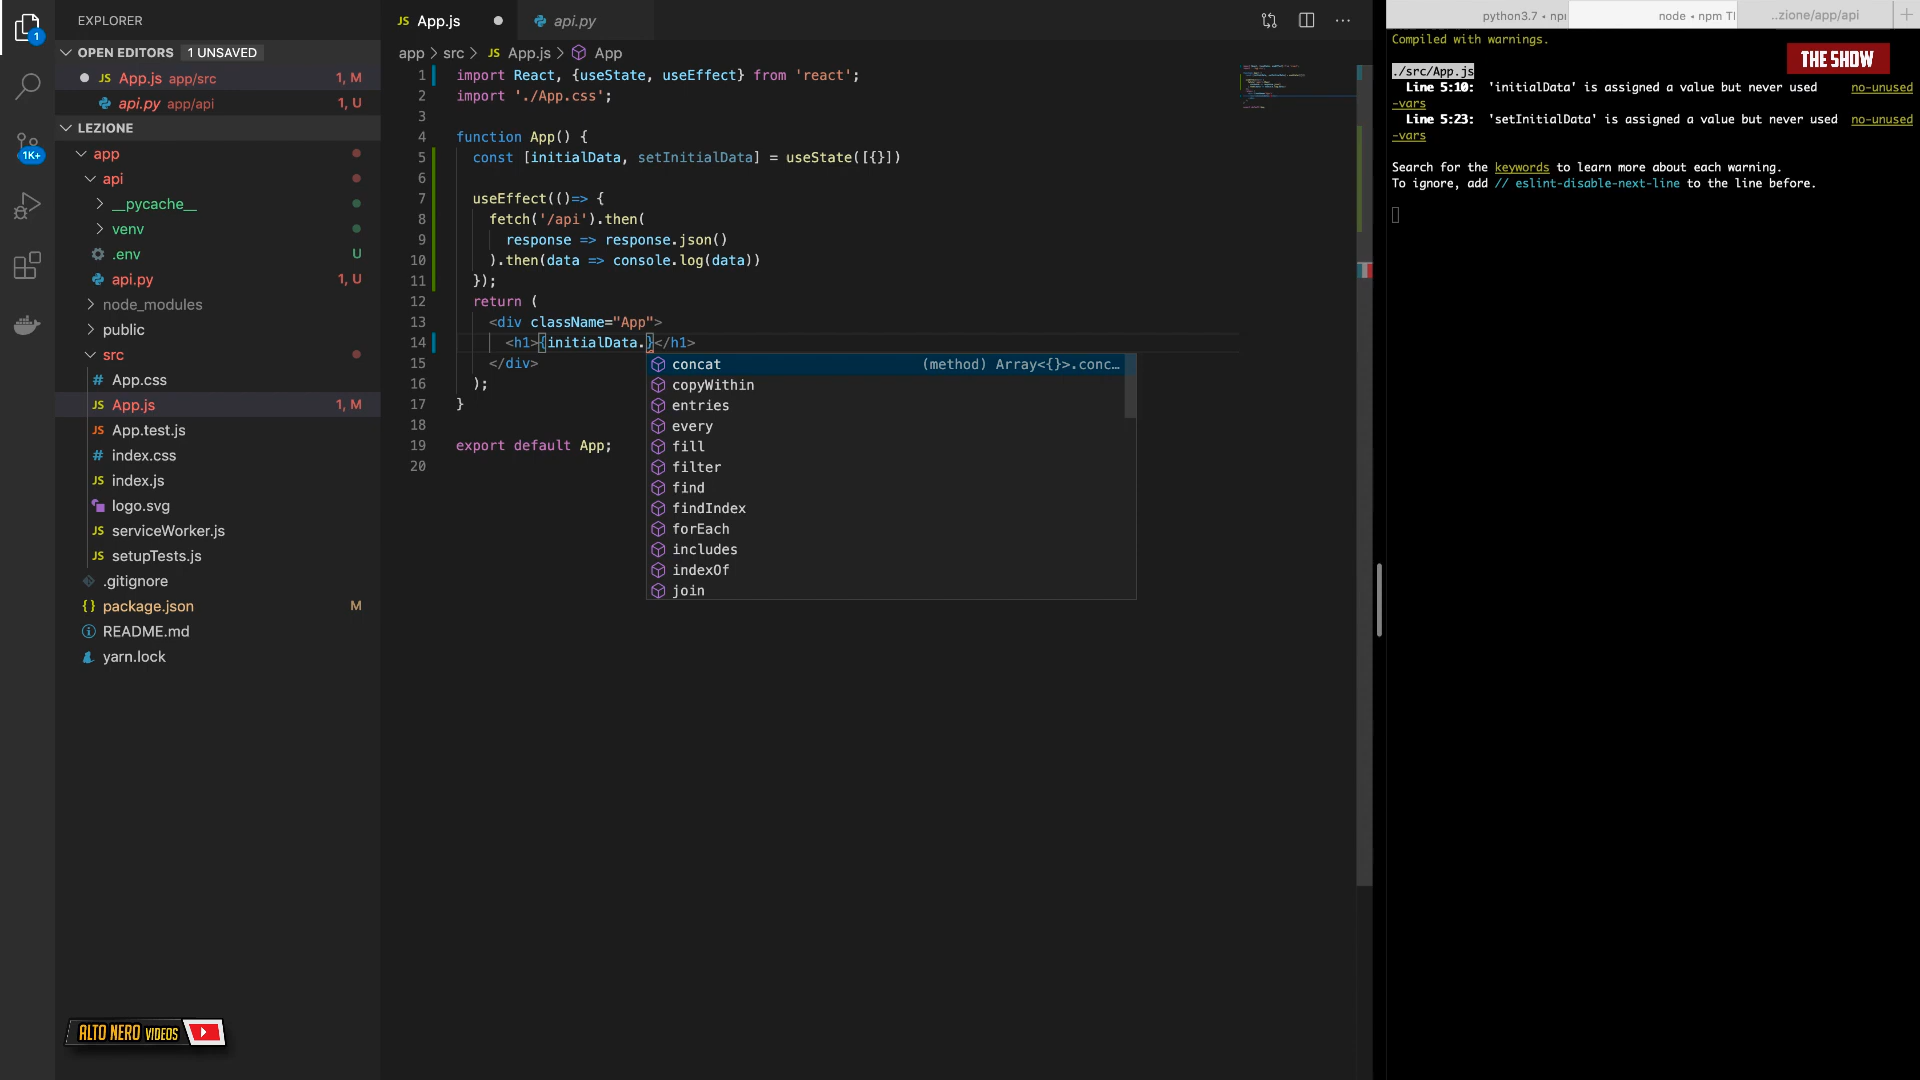 EXPLORER
OPEN EDITORS 1 UNSAVED
App.js app/src 1, M
api.py app/api 1, U
LEZIONE
app
api
__pycache__
venv
.env U
api.py 1, U
node_modules
public
src
App.css
App.js 1, M
App.test.js
index.css
index.js
logo.svg
serviceWorker.js
setupTests.js
.gitignore
package.json M
README.md
yarn.lock
1
1K+
ALTO NERO VIDEOS
JS App.js
api.py
app > src > JS App.js > App
1 import React, {useState, useEffect} from 'react';
2 import './App.css';
3
4 function App() {
5 const [initialData, setInitialData] = useState([{}])
6
7 useEffect(()=> {
8 fetch('/api').then(
9 response => response.json()
10 ).then(data => console.log(data))
11 });
12 return (
13 <div className="App">
14 <h1>{initialData.}</h1>
15 </div>
16 );
17 }
18
19 export default App;
20
concat (method) Array<{}>.conc…
copyWithin
entries
every
fill
filter
find
findIndex
forEach
includes
indexOf
join
python3.7 • npm
node • npm TI
..zione/app/api
Compiled with warnings.
THE SHOW
./src/App.js
Line 5:10: 'initialData' is assigned a value but never used no-unused
-vars
Line 5:23: 'setInitialData' is assigned a value but never used no-unused
-vars
Search for the keywords to learn more about each warning.
To ignore, add // eslint-disable-next-line to the line before.